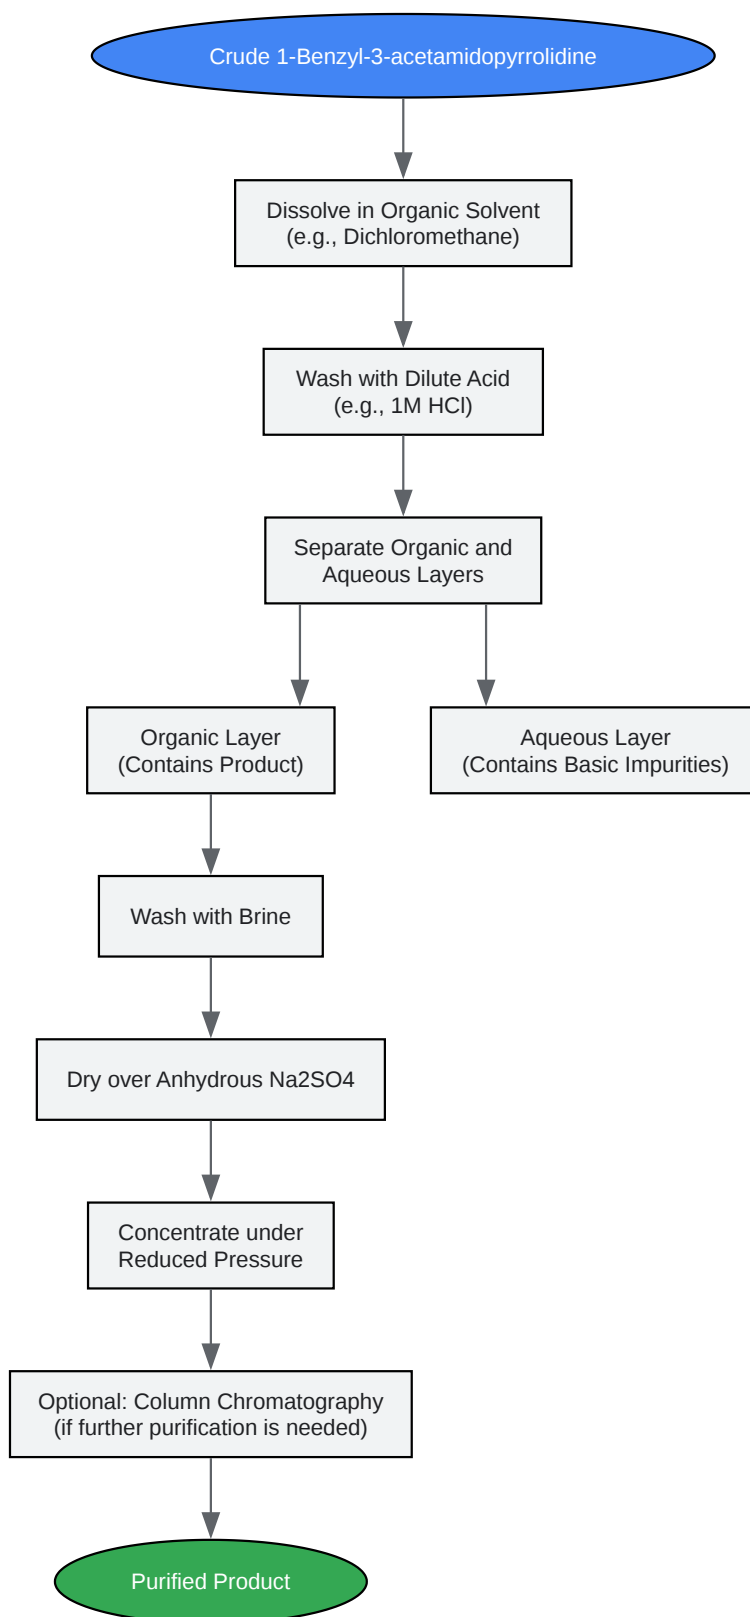 Crude 1-Benzyl-3-acetamidopyrrolidine
Dissolve in Organic Solvent
(e.g., Dichloromethane)
Wash with Dilute Acid
(e.g., 1M HCl)
Separate Organic and
Aqueous Layers
Organic Layer
(Contains Product)
Aqueous Layer
(Contains Basic Impurities)
Wash with Brine
Dry over Anhydrous Na2SO4
Concentrate under
Reduced Pressure
Optional: Column Chromatography
(if further purification is needed)
Purified Product